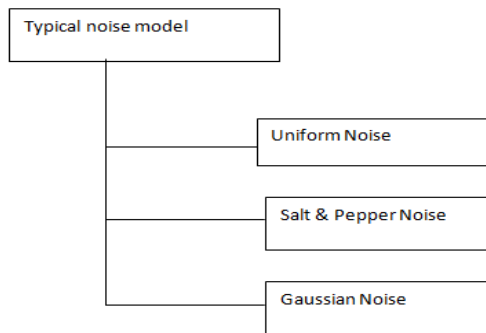 Typical noise model
Uniform Noise
Salt & Pepper Noise
Gaussian Noise